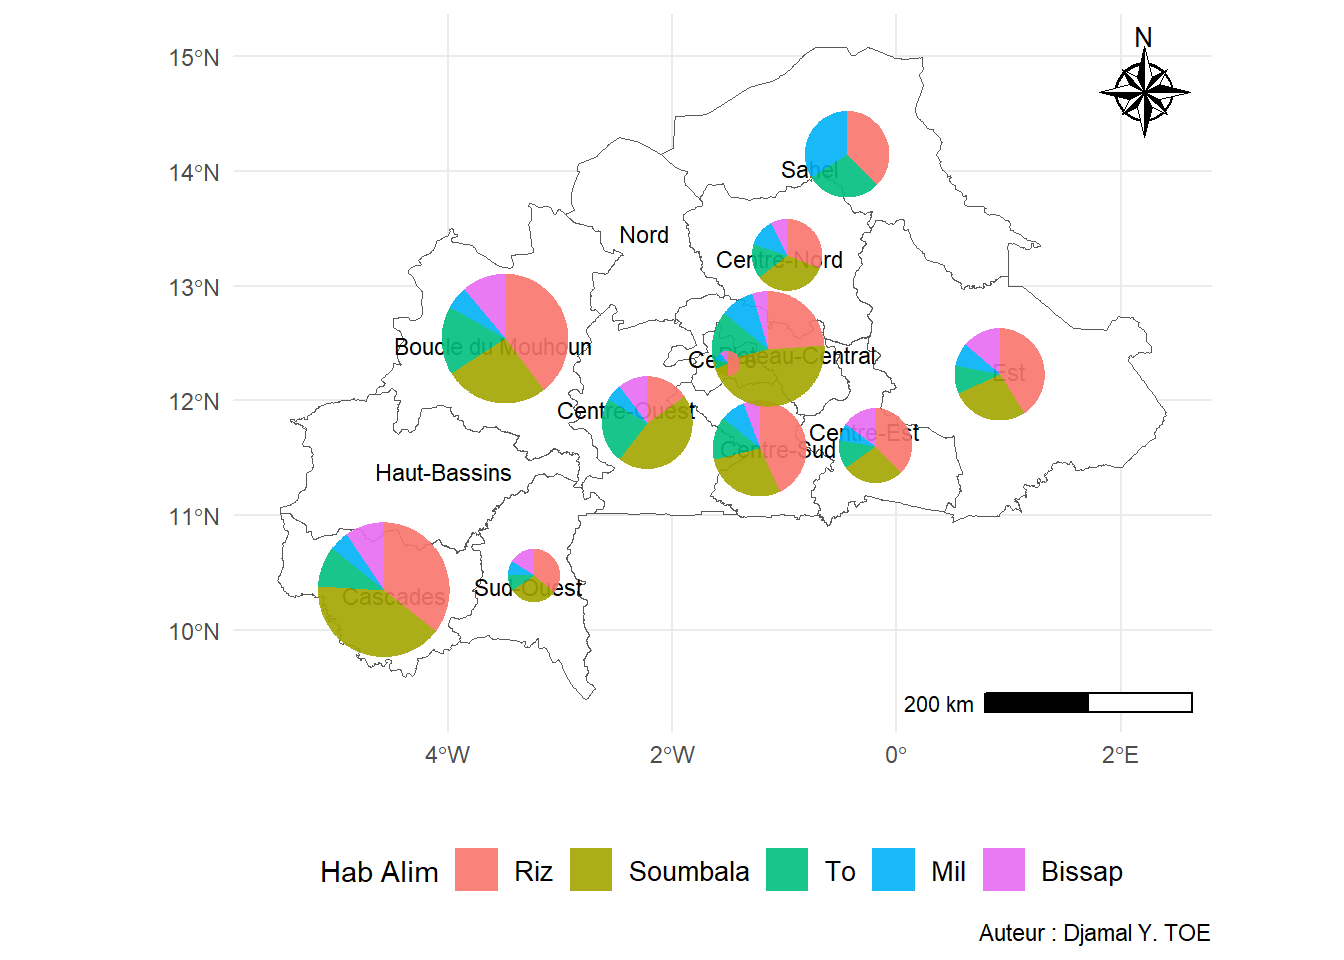 N
15°N
14°N
13°N
12°N
11°N
10°N
Sahel
Nord
Centre-Nord
Boucle du Mouhoun
Centre
Plateau-Central
Est
Centre-Ouest
Centre-Est
Centre-Sud
Haut-Bassins
Cascades
Sud-Ouest
200 km
4°W 2°W 0° 2°E
Hab Alim Riz Soumbala To Mil Bissap
Auteur : Djamal Y. TOE